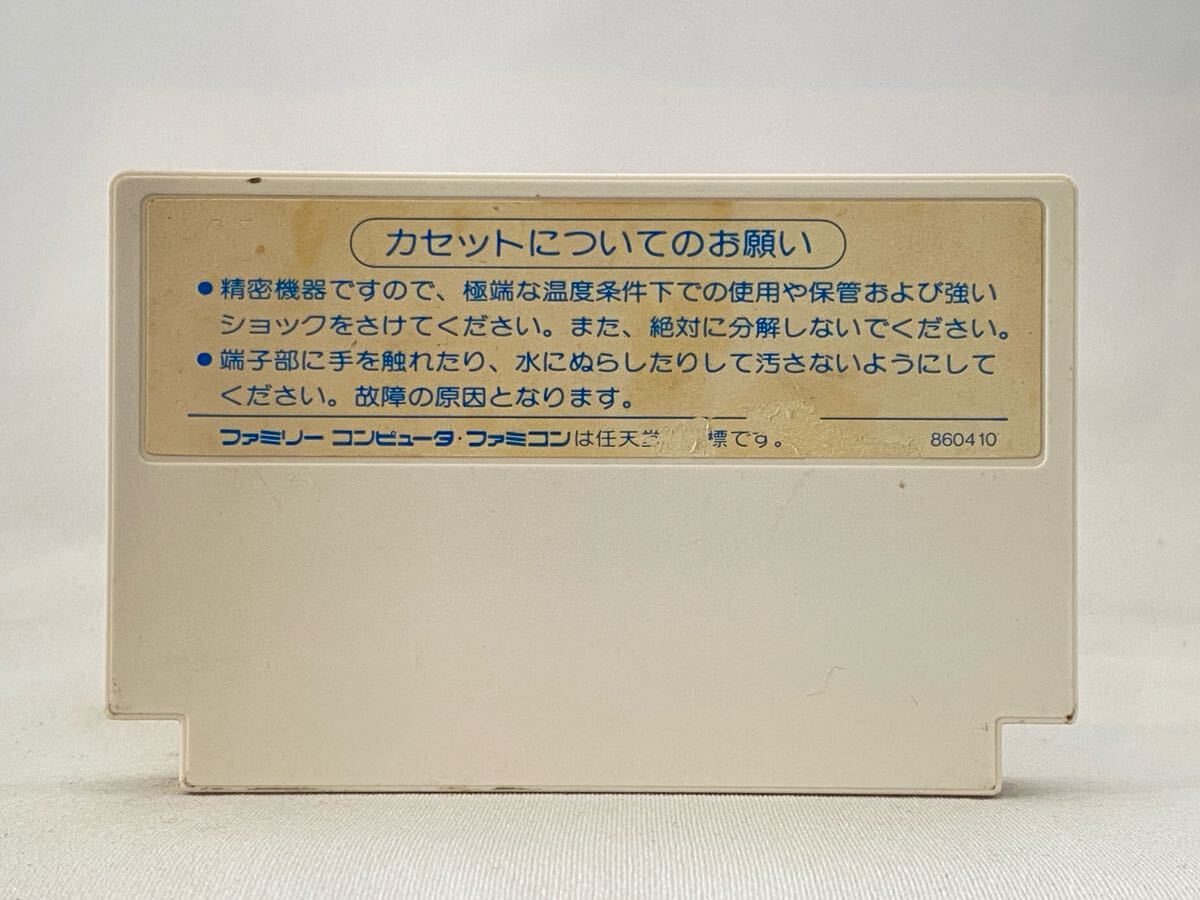 カセットについてのお願い
●精密機器ですので、極端な温度条件下での使用や保管および強い
ショックをさけてください。また、絶対に分解しないでください。
●端子部に手を触れたり、水にぬらしたりして汚さないようにして
ください。故障の原因となります。
ファミリー コンピュータ・ファミコンは任天堂 標です。 860410